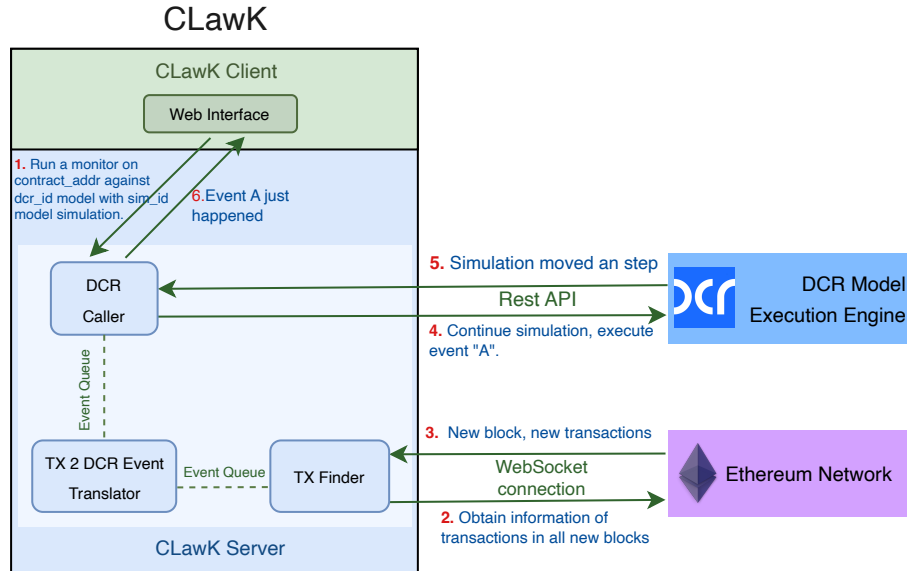 CLawK
CLawK Client
Web Interface
1. Run a monitor on
contract_addr against
dcr_id model with sim_id
model simulation.
6.Event A just
happened
DCR
Caller
5. Simulation moved an step
Rest API
4. Continue simulation, execute
event "A".
dcr
DCR Model
Execution Engine
Event Queue
TX 2 DCR Event
Translator
Event Queue
TX Finder
3. New block, new transactions
WebSocket
connection
2. Obtain information of
transactions in all new blocks
Ethereum Network
CLawK Server